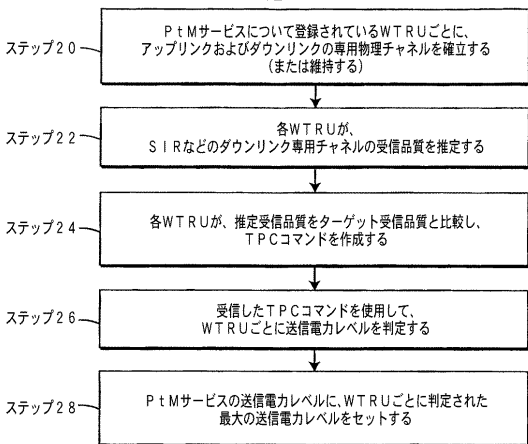 ステップ20
PtMサービスについて登録されているWTRUごとに、
アップリンクおよびダウンリンクの専用物理チャネルを確立する
(または維持する)
ステップ22
各WTRUが、
SIRなどのダウンリンク専用チャネルの受信品質を推定する
ステップ24
各WTRUが、推定受信品質をターゲット受信品質と比較し、
TPCコマンドを作成する
ステップ26
受信したTPCコマンドを使用して、
WTRUごとに送信電力レベルを判定する
ステップ28
PtMサービスの送信電力レベルに、WTRUごとに判定された
最大の送信電力レベルをセットする